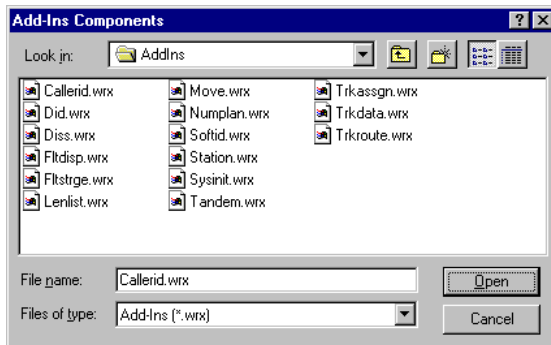 Add-Ins Components
Look in: AddIns
Callerid.wrx
Did.wrx
Diss.wrx
Fltdisp.wrx
Fltstrge.wrx
Lenlist.wrx
Move.wrx
Numplan.wrx
Softid.wrx
Station.wrx
Sysinit.wrx
Tandem.wrx
Trkassgn.wrx
Trkdata.wrx
Trkroute.wrx
File name: Callerid.wrx
Open
Files of type: Add-Ins (*.wrx)
Cancel